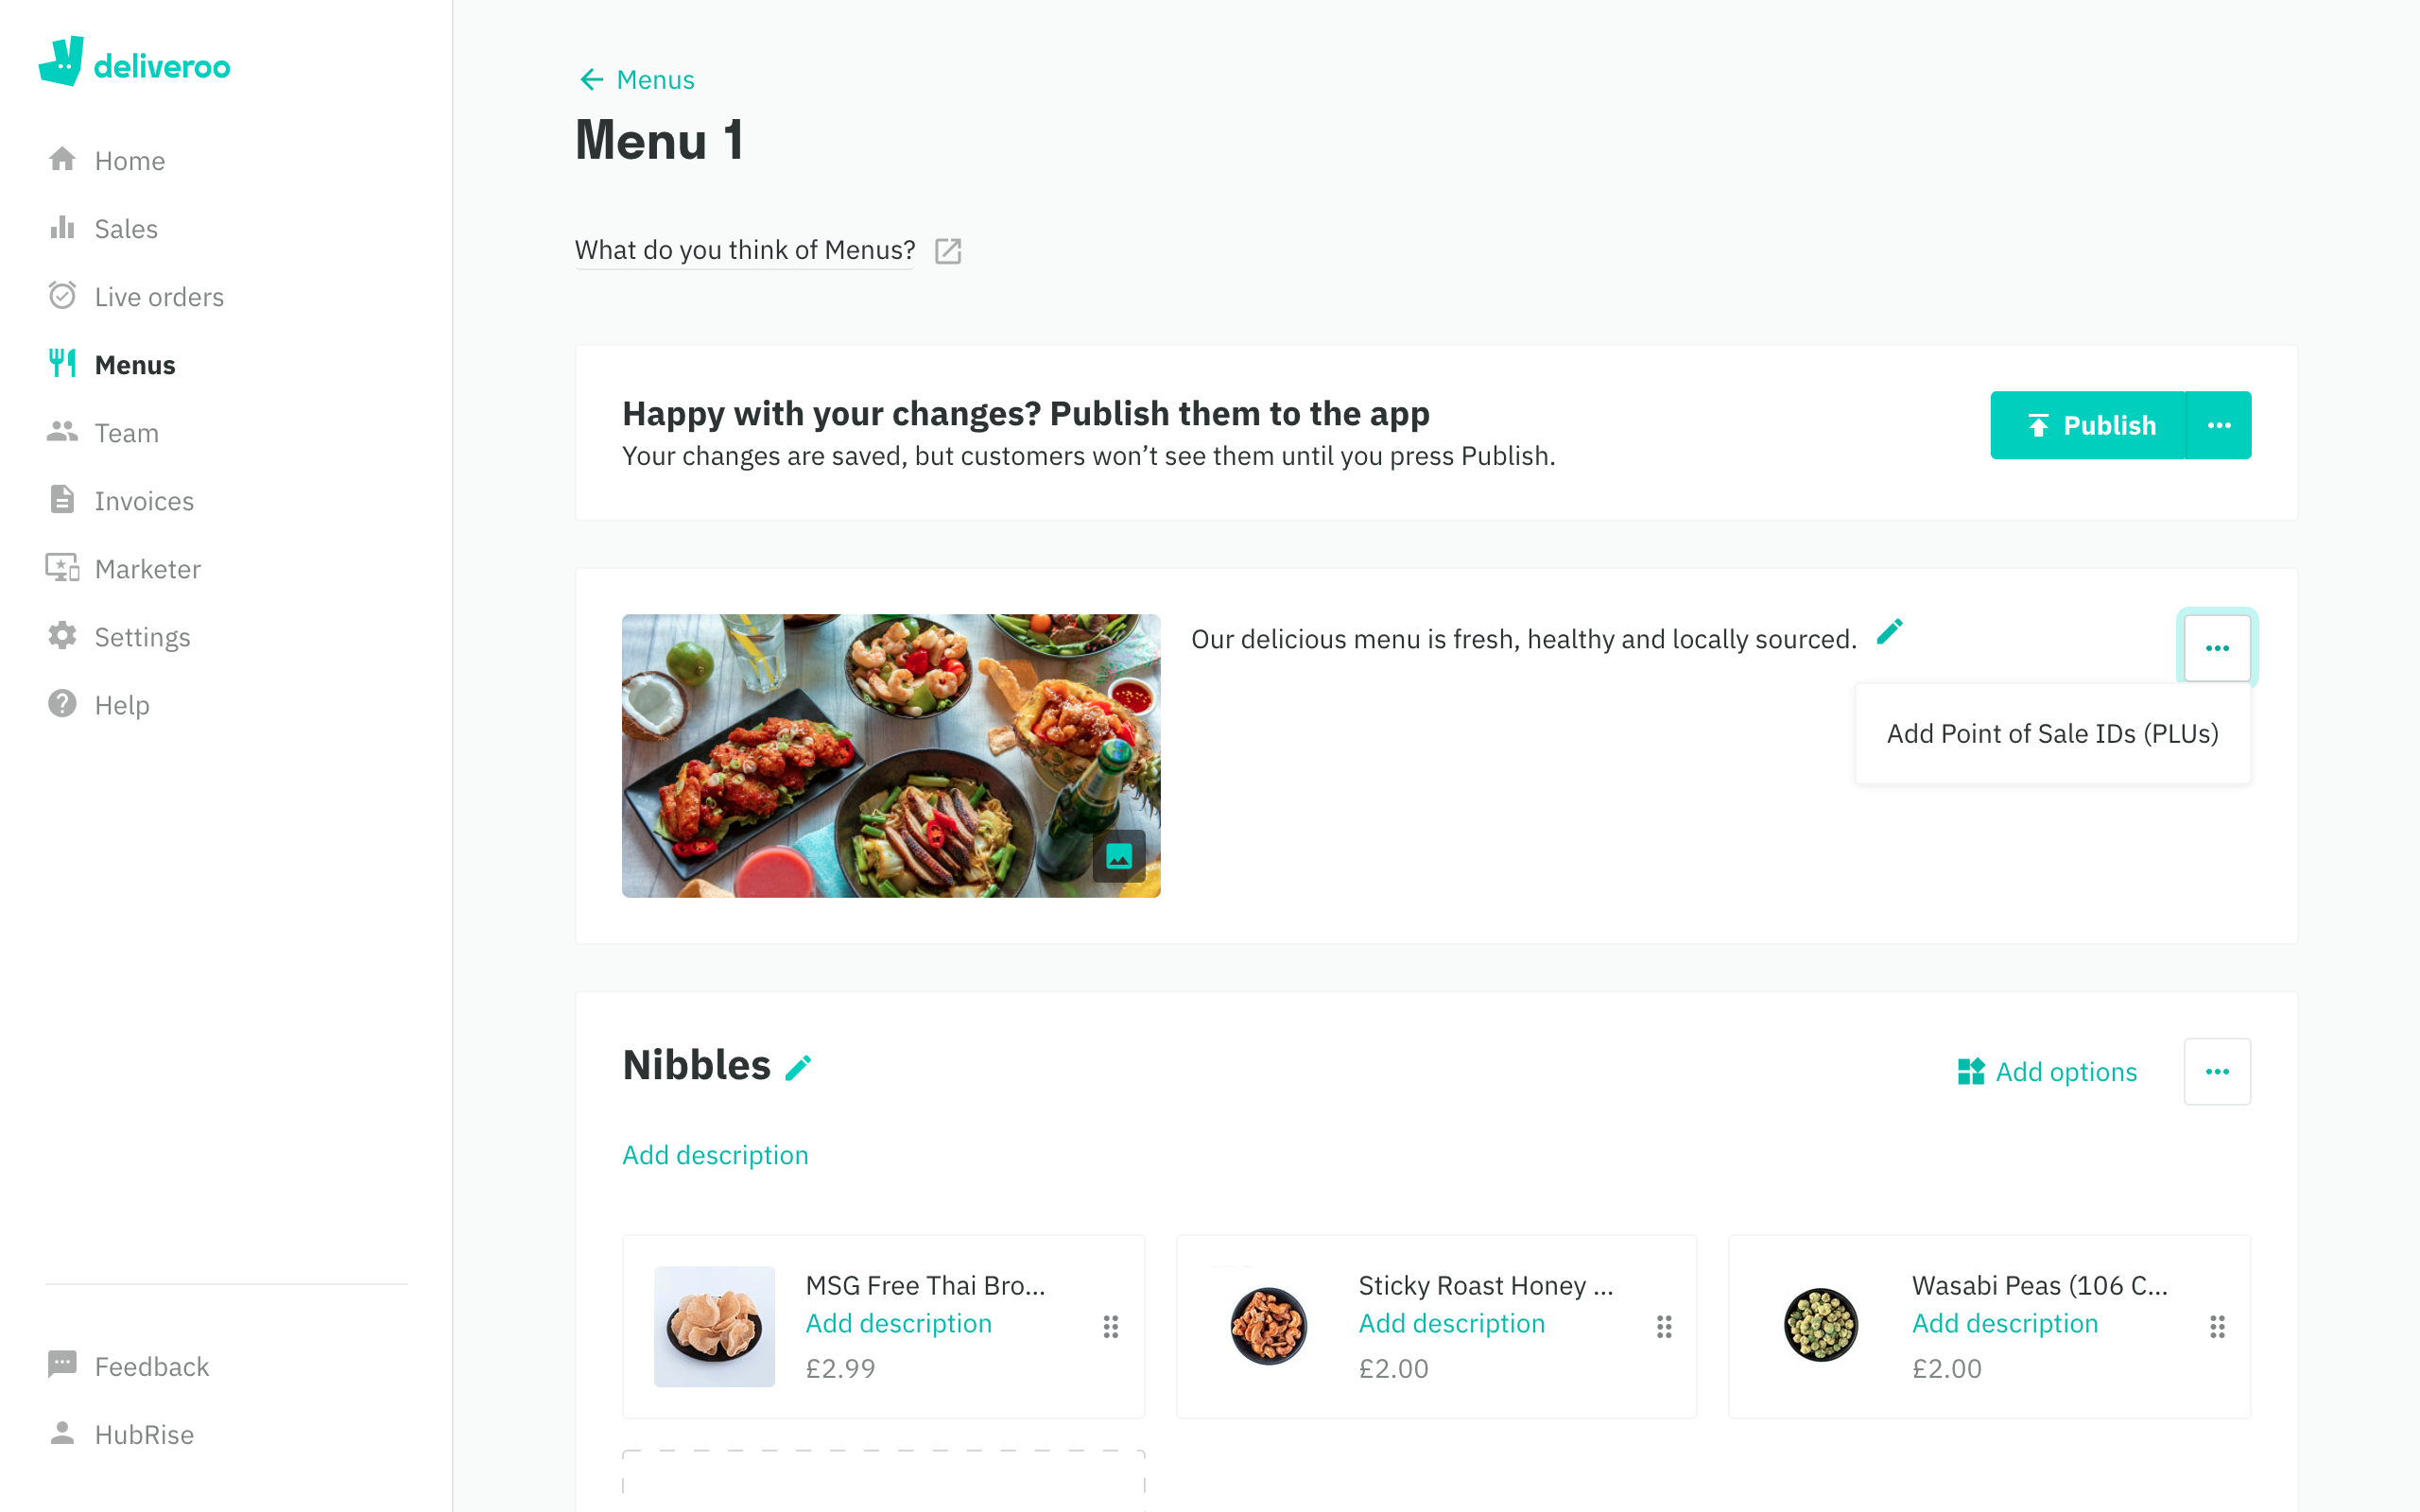 deliveroo
Home
Sales
Live orders
Menus
Team
Invoices
Marketer
Settings
Help
Feedback
HubRise
Menus
Menu 1
What do you think of Menus?
Happy with your changes? Publish them to the app
Your changes are saved, but customers won’t see them until you press Publish.
Publish
Our delicious menu is fresh, healthy and locally sourced.
Add Point of Sale IDs (PLUs)
Nibbles
Add options
Add description
MSG Free Thai Bro...
Add description
£2.99
Sticky Roast Honey ...
Add description
£2.00
Wasabi Peas (106 C...
Add description
£2.00